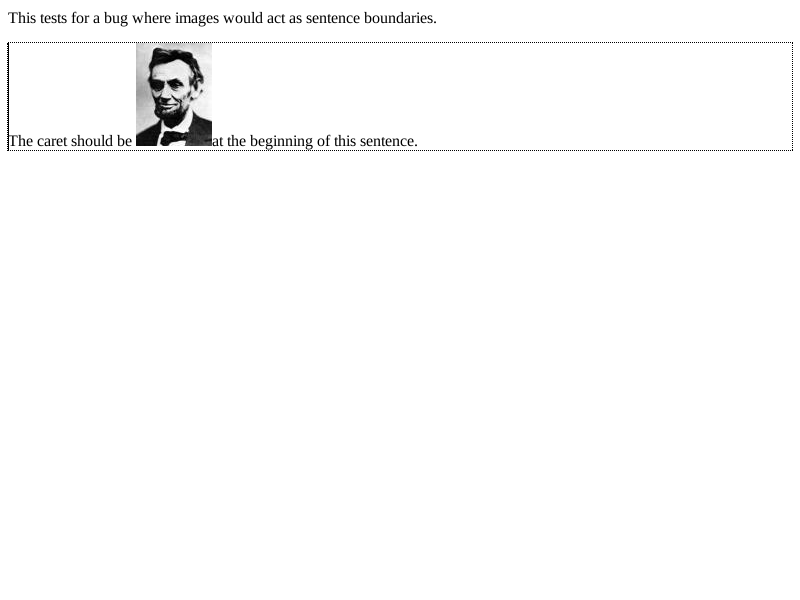 This tests for a bug where images would act as sentence boundaries.
The caret should be at the beginning of this sentence.